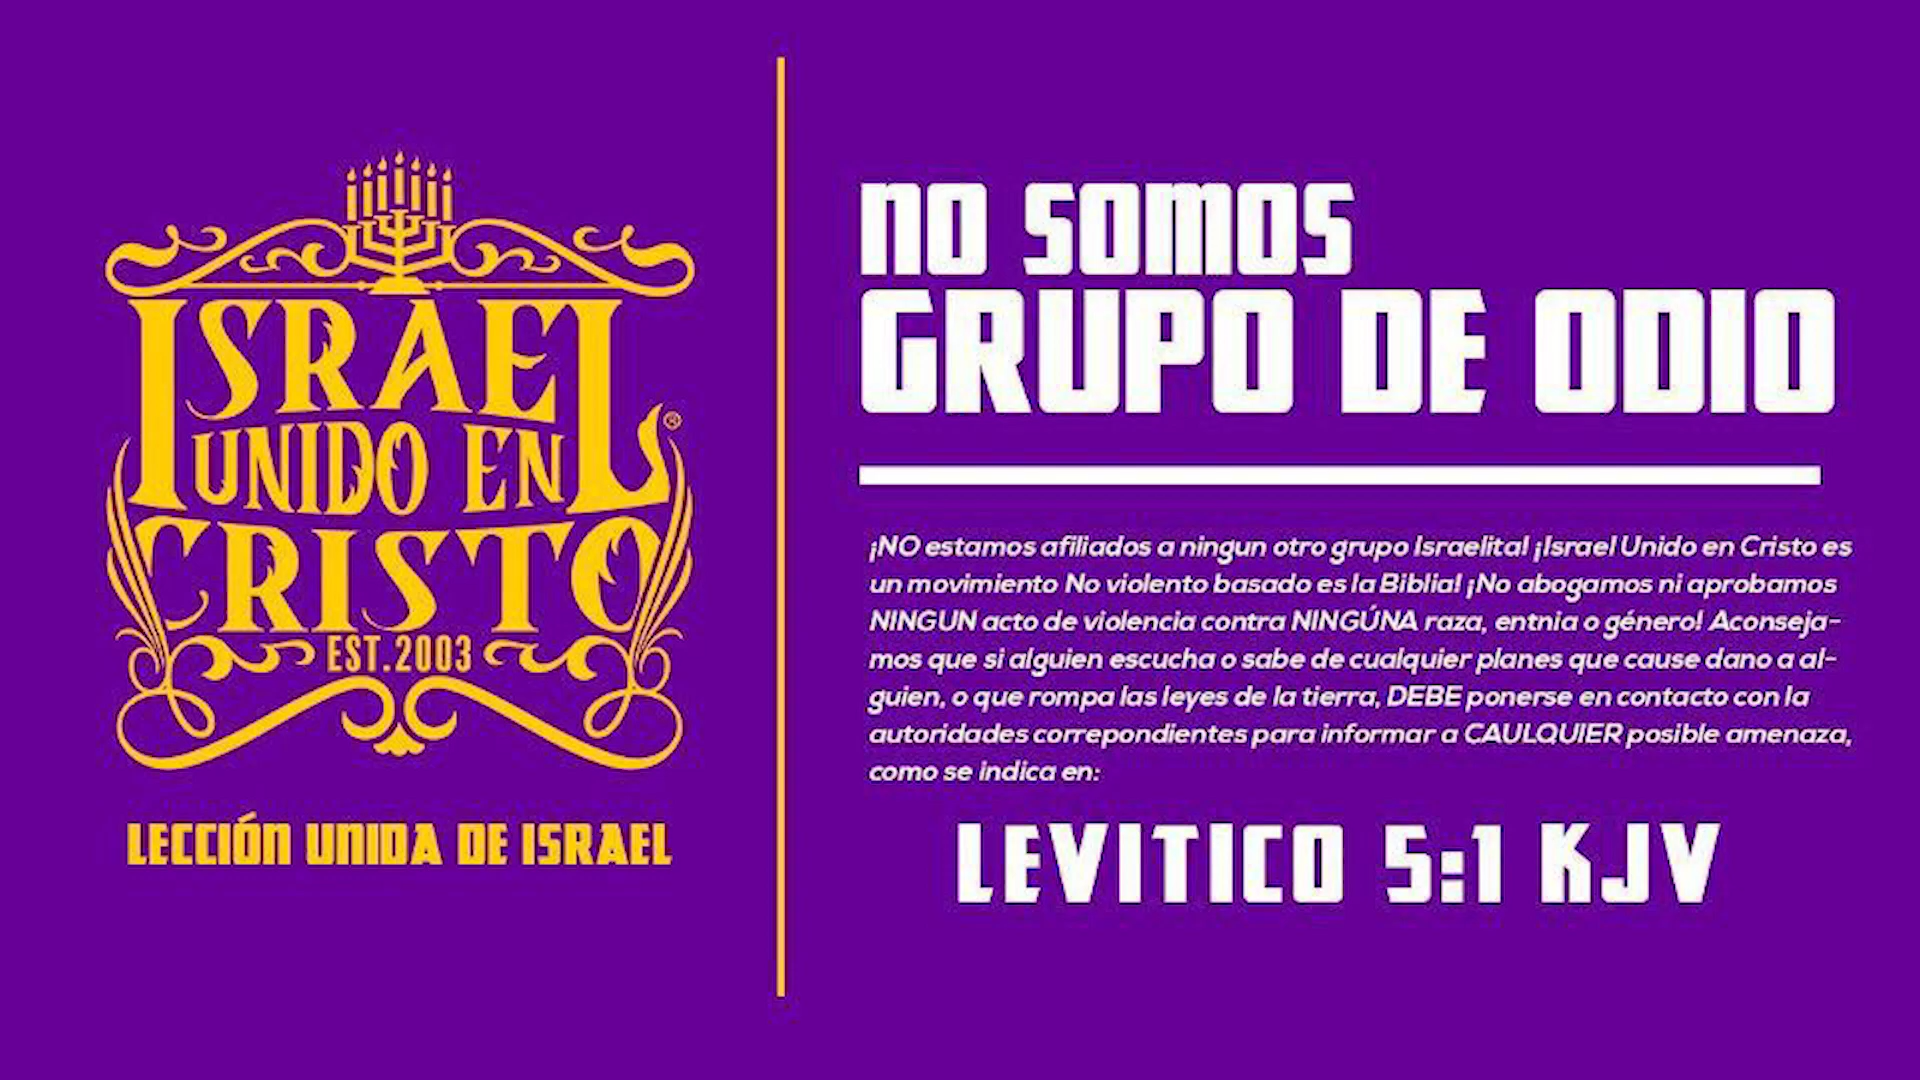 ISRAEL
UNIDO EN
CRISTO
®
EST.2003
LECCIÓN UNIDA DE ISRAEL
NO SOMOS
GRUPO DE ODIO
¡NO estamos afiliados a ningun otro grupo Israelita! ¡Israel Unido en Cristo es
un movimiento No violento basado es la Biblia! ¡No abogamos ni aprobamos
NINGUN acto de violencia contra NINGÚNA raza, entnia o género! Aconseja-
mos que si alguien escucha o sabe de cualquier planes que cause dano a al-
guien, o que rompa las leyes de la tierra, DEBE ponerse en contacto con la
autoridades correpondientes para informar a CAULQUIER posible amenaza,
como se indica en:
LEVITICO 5:1 KJV